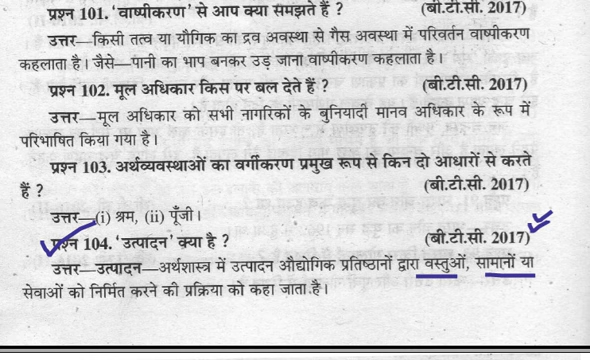 प्रश्न 101. 'वाष्पीकरण' से आप क्या समझते हैं ? (बी.टी.सी. 2017)
उत्तर—किसी तत्व या यौगिक का द्रव अवस्था से गैस अवस्था में परिवर्तन वाष्पीकरण
कहलाता है। जैसे—पानी का भाप बनकर उड़ जाना वाष्पीकरण कहलाता है।
प्रश्न 102. मूल अधिकार किस पर बल देते हैं ? (बी.टी.सी. 2017)
उत्तर—मूल अधिकार को सभी नागरिकों के बुनियादी मानव अधिकार के रूप में
परिभाषित किया गया है।
प्रश्न 103. अर्थव्यवस्थाओं का वर्गीकरण प्रमुख रूप से किन दो आधारों से करते
हैं ? (बी.टी.सी. 2017)
उत्तर—(i) श्रम, (ii) पूँजी।
प्रश्न 104. 'उत्पादन' क्या है ? (बी.टी.सी. 2017)
उत्तर—उत्पादन—अर्थशास्त्र में उत्पादन औद्योगिक प्रतिष्ठानों द्वारा वस्तुओं, सामानों या
सेवाओं को निर्मित करने की प्रक्रिया को कहा जाता है।